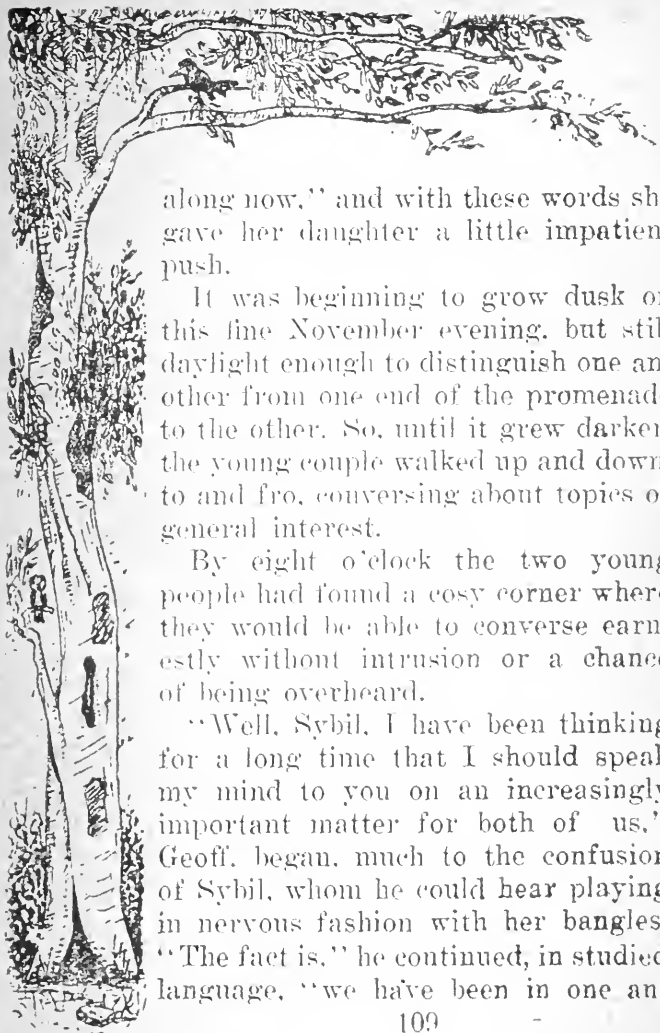 along now," and with these words sh
gave her daughter a little impatien
push.
It was beginning to grow dusk on
this fine November evening, but stil
daylight enough to distinguish one an
other from one end of the promenad
to the other. So, until it grew darker
the young couple walked up and down
to and fro, conversing about topics o
general interest.
By eight o'clock the two young
people had found a cosy corner where
they would be able to converse earn
estly without intrusion or a chance
of being overheard.
"Well, Sybil, I have been thinking
for a long time that I should speak
my mind to you on an increasingly
important matter for both of us,'
Geoff. began, much to the confusion
of Sybil, whom he could hear playing
in nervous fashion with her bangles.
"The fact is," he continued, in studied
language, "we have been in one an
109